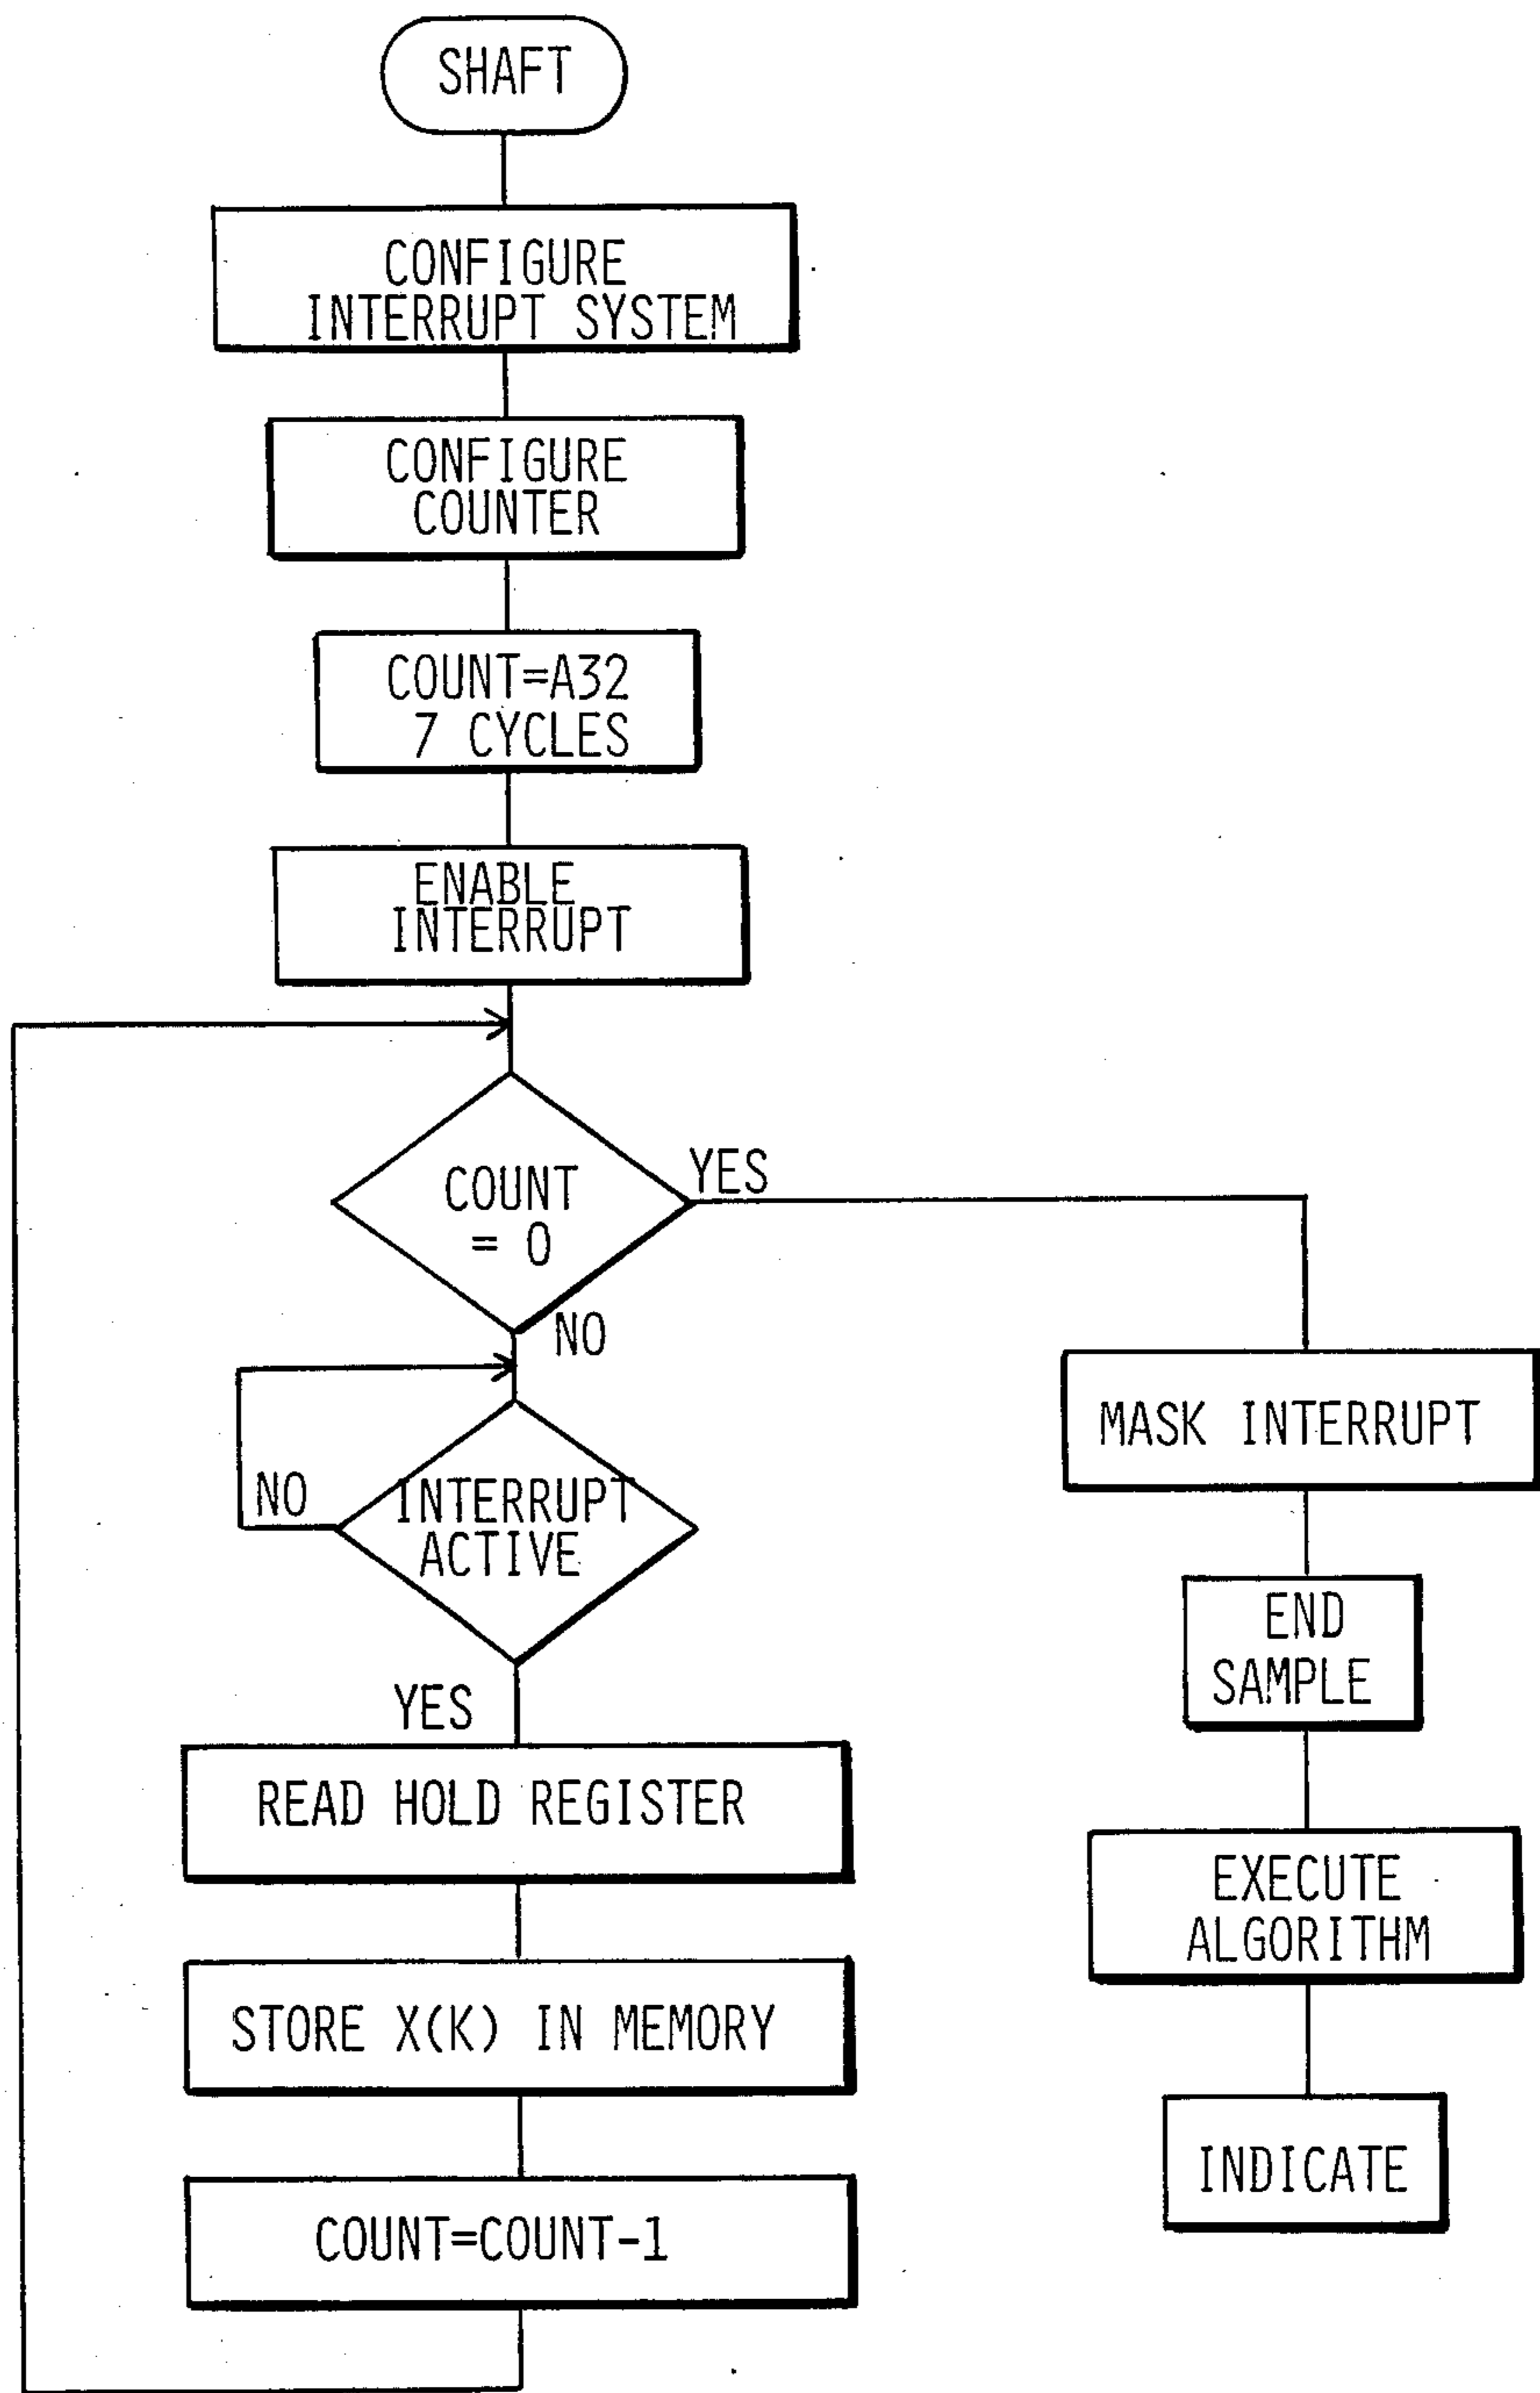 SHAFT
CONFIGURE
INTERRUPT SYSTEM
CONFIGURE
COUNTER
COUNT=A32
7 CYCLES
ENABLE
INTERRUPT
COUNT
= 0
YES
NO
INTERRUPT
ACTIVE
NO
YES
READ HOLD REGISTER
STORE X(K) IN MEMORY
COUNT=COUNT-1
MASK INTERRUPT
END
SAMPLE
EXECUTE
ALGORITHM
INDICATE